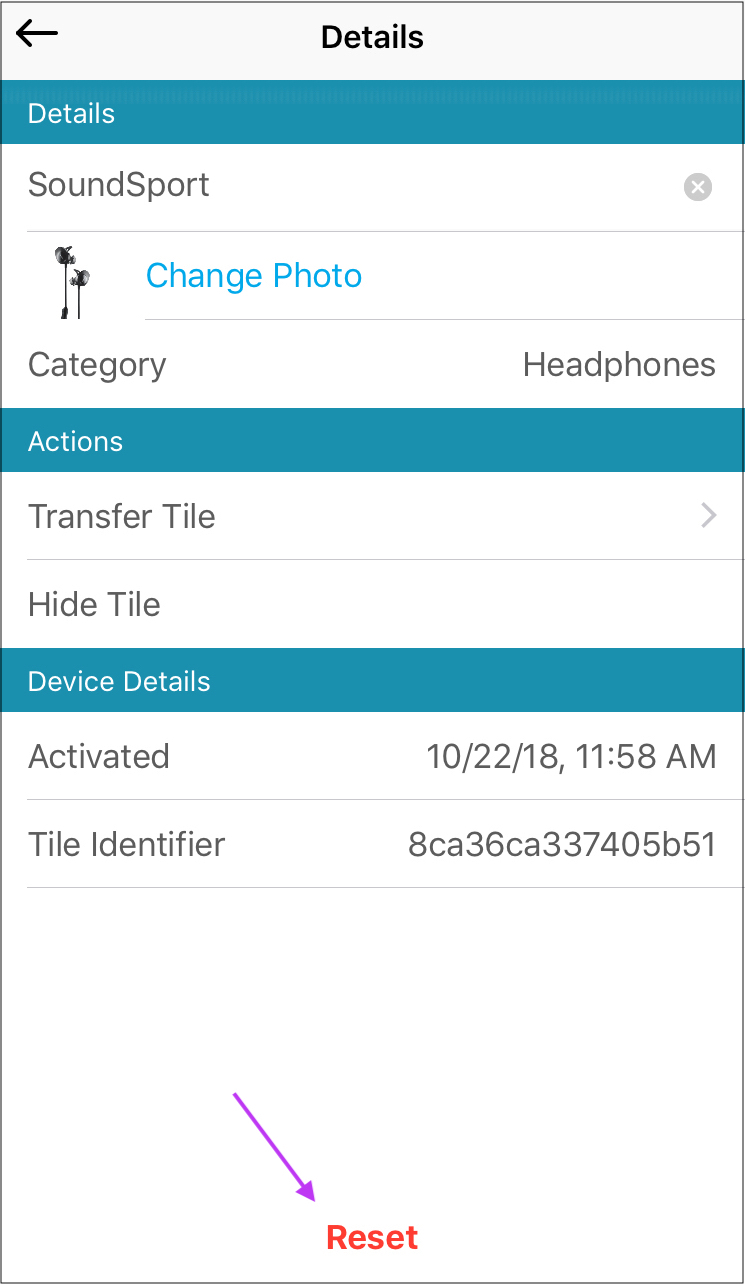 Details
Details
SoundSport
Change Photo
Category Headphones
Actions
Transfer Tile
Hide Tile
Device Details
Activated 10/22/18, 11:58 AM
Tile Identifier 8ca36ca337405b51
Reset